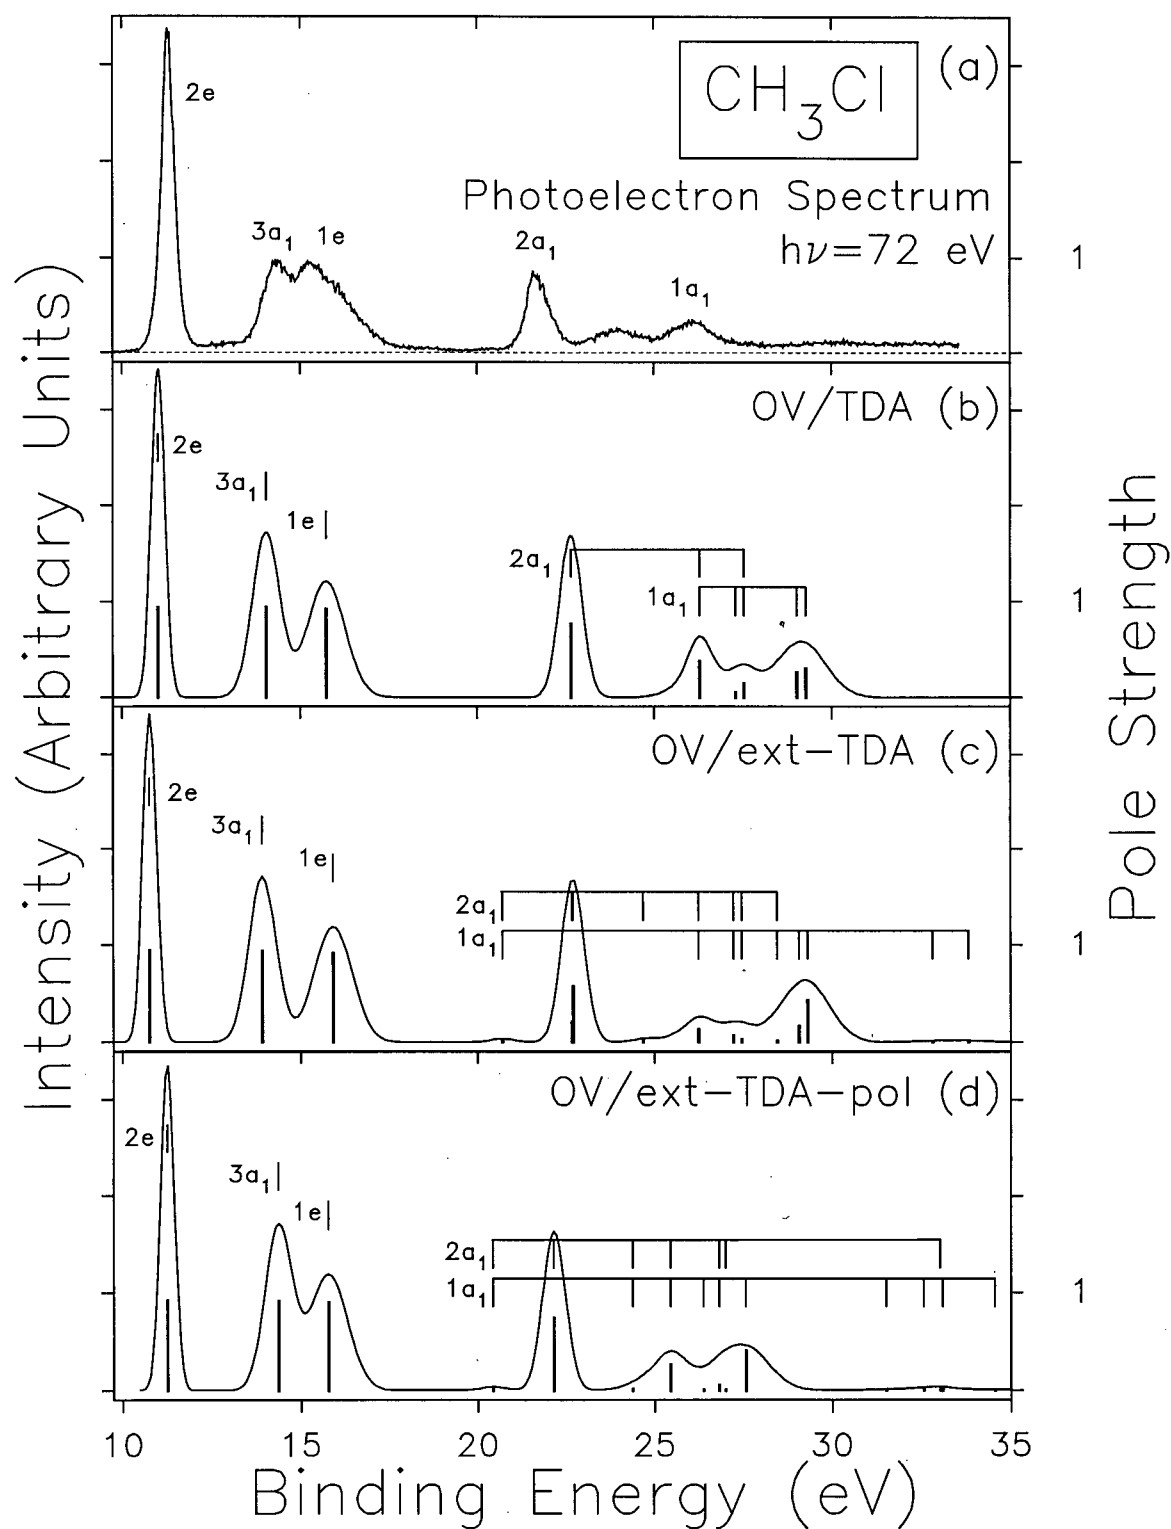 (a)
CH3Cl
Photoelectron Spectrum
hν=72 eV
2e
3a1
1e
2a1
1a1
1
OV/TDA (b)
2e
3a1
1e
2a1
1a1
1
OV/ext-TDA (c)
2e
3a1
1e
2a1
1a1
1
OV/ext-TDA-pol (d)
2e
3a1
1e
2a1
1a1
1
10 15 20 25 30 35
Binding Energy (eV)
Intensity (Arbitrary Units)
Pole Strength